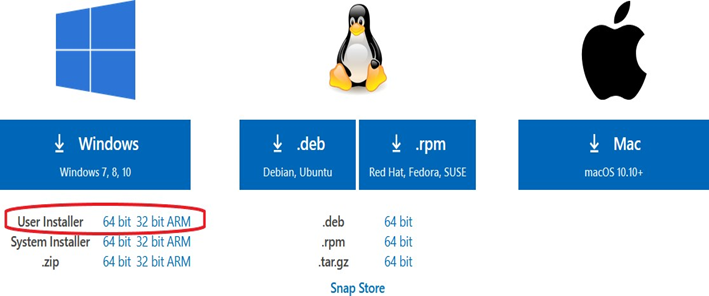 Windows
Windows 7, 8, 10
User Installer 64 bit 32 bit ARM
System Installer 64 bit 32 bit ARM
.zip 64 bit 32 bit ARM
.deb
Debian, Ubuntu
.rpm
Red Hat, Fedora, SUSE
.deb 64 bit
.rpm 64 bit
.tar.gz 64 bit
Snap Store
Mac
macOS 10.10+